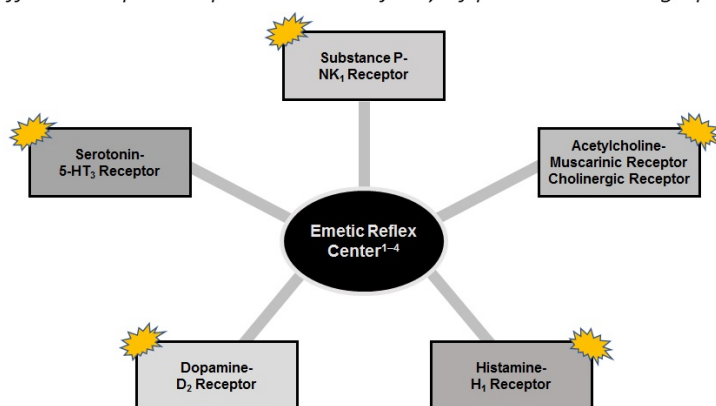 Substance P-
NK₁ Receptor
Serotonin-
5-HT₃ Receptor
Acetylcholine-
Muscarinic Receptor
Cholinergic Receptor
Emetic Reflex
Center¹⁻⁴
Dopamine-
D₂ Receptor
Histamine-
H₁ Receptor